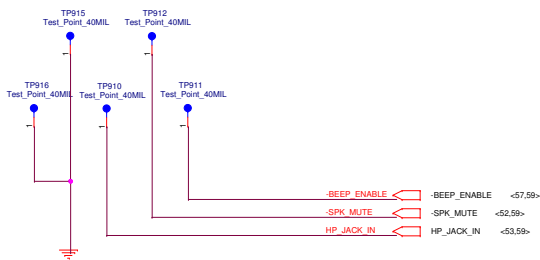 TP915
Test_Point_40MIL
TP912
Test_Point_40MIL
1
1
TP916
Test_Point_40MIL
TP910
Test_Point_40MIL
TP911
Test_Point_40MIL
1
1
1
-BEEP_ENABLE -BEEP_ENABLE <57,59>
-SPK_MUTE -SPK_MUTE <52,59>
HP_JACK_IN HP_JACK_IN <53,59>